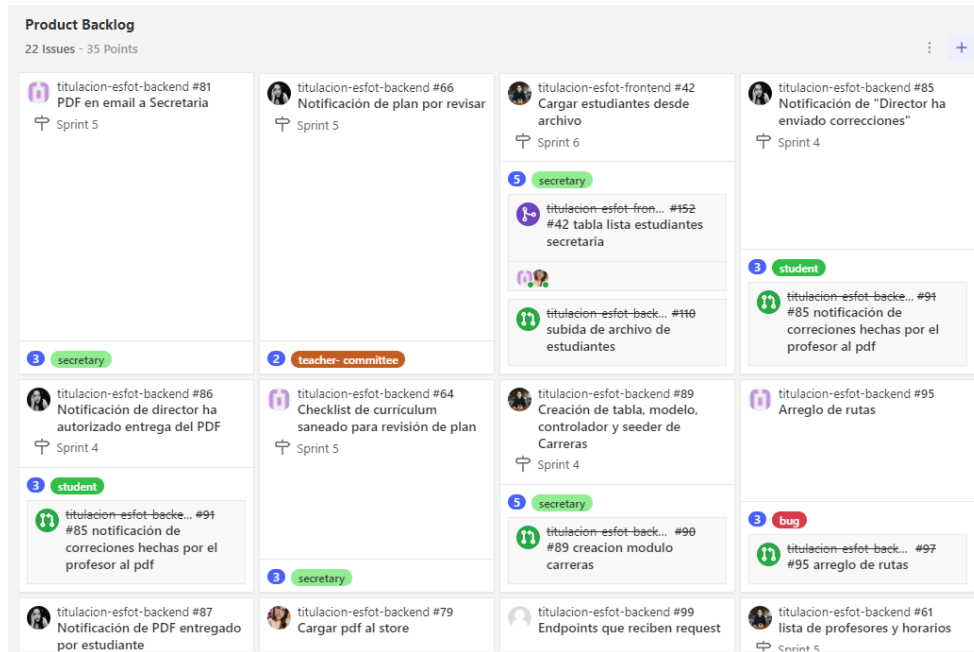 Product Backlog
22 Issues - 35 Points
titulacion-esfot-backend #81
PDF en email a Secretaria
Sprint 5
3 secretary
titulacion-esfot-backend #66
Notificación de plan por revisar
Sprint 5
2 teacher- committee
titulacion-esfot-frontend #42
Cargar estudiantes desde
archivo
Sprint 6
5 secretary
titulacion-esfot-fron... #152
#42 tabla lista estudiantes
secretaria
titulacion-esfot-back... #110
subida de archivo de
estudiantes
titulacion-esfot-backend #85
Notificación de "Director ha
enviado correcciones"
Sprint 4
3 student
titulacion-esfot-backe... #91
#85 notificación de
correciones hechas por el
profesor al pdf
titulacion-esfot-backend #86
Notificación de director ha
autorizado entrega del PDF
Sprint 4
3 student
titulacion-esfot-backe... #91
#85 notificación de
correciones hechas por el
profesor al pdf
titulacion-esfot-backend #64
Checklist de currículum
saneado para revisión de plan
Sprint 5
3 secretary
titulacion-esfot-backend #89
Creación de tabla, modelo,
controlador y seeder de
Carreras
Sprint 4
5 secretary
titulacion-esfot-back... #90
#89 creacion modulo
carreras
titulacion-esfot-backend #95
Arreglo de rutas
3 bug
titulacion-esfot-back... #97
#95 arreglo de rutas
titulacion-esfot-backend #87
Notificación de PDF entregado
por estudiante
titulacion-esfot-backend #79
Cargar pdf al store
titulacion-esfot-backend #99
Endpoints que reciben request
titulacion-esfot-backend #61
lista de profesores y horarios
Sprint 5